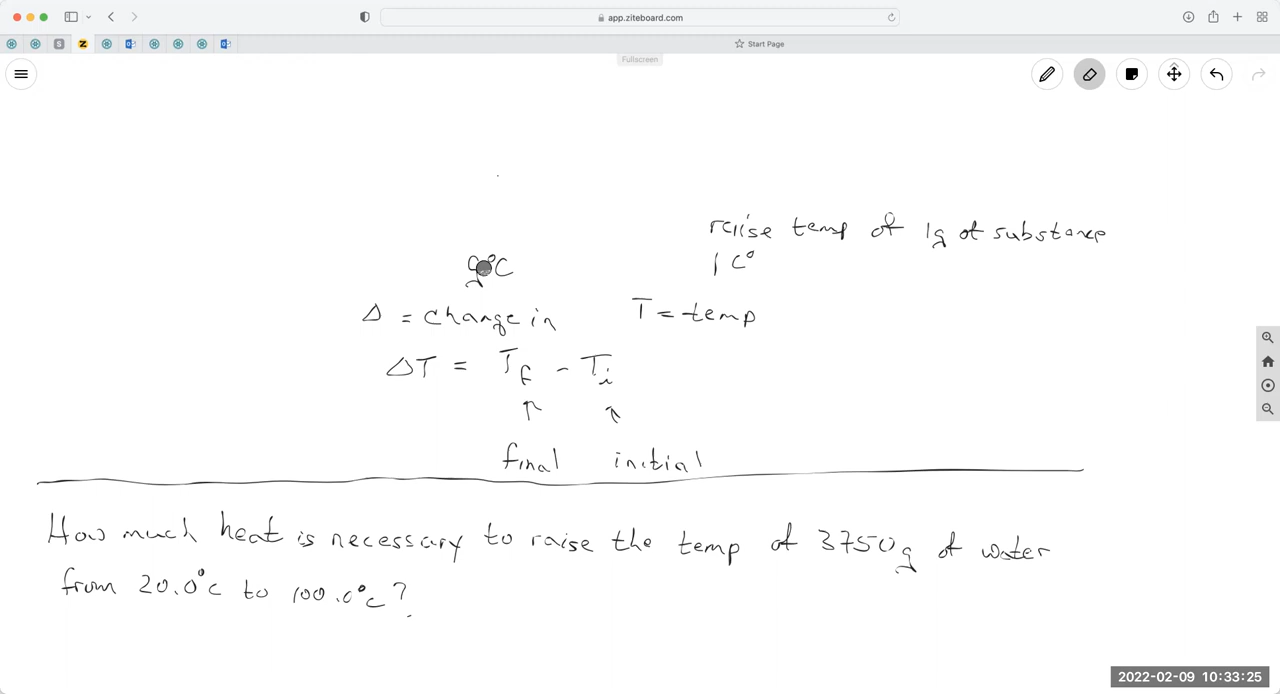 app.ziteboard.com
Start Page
Fullscreen
raise temp of 1g of substance
1 C°
g°C
Δ = change in T = temp
ΔT = Tf - Ti
↑ ↑
final initial
How much heat is necessary to raise the temp of 3750g of water
from 20.0°C to 100.0°C?
2022-02-09 10:33:25